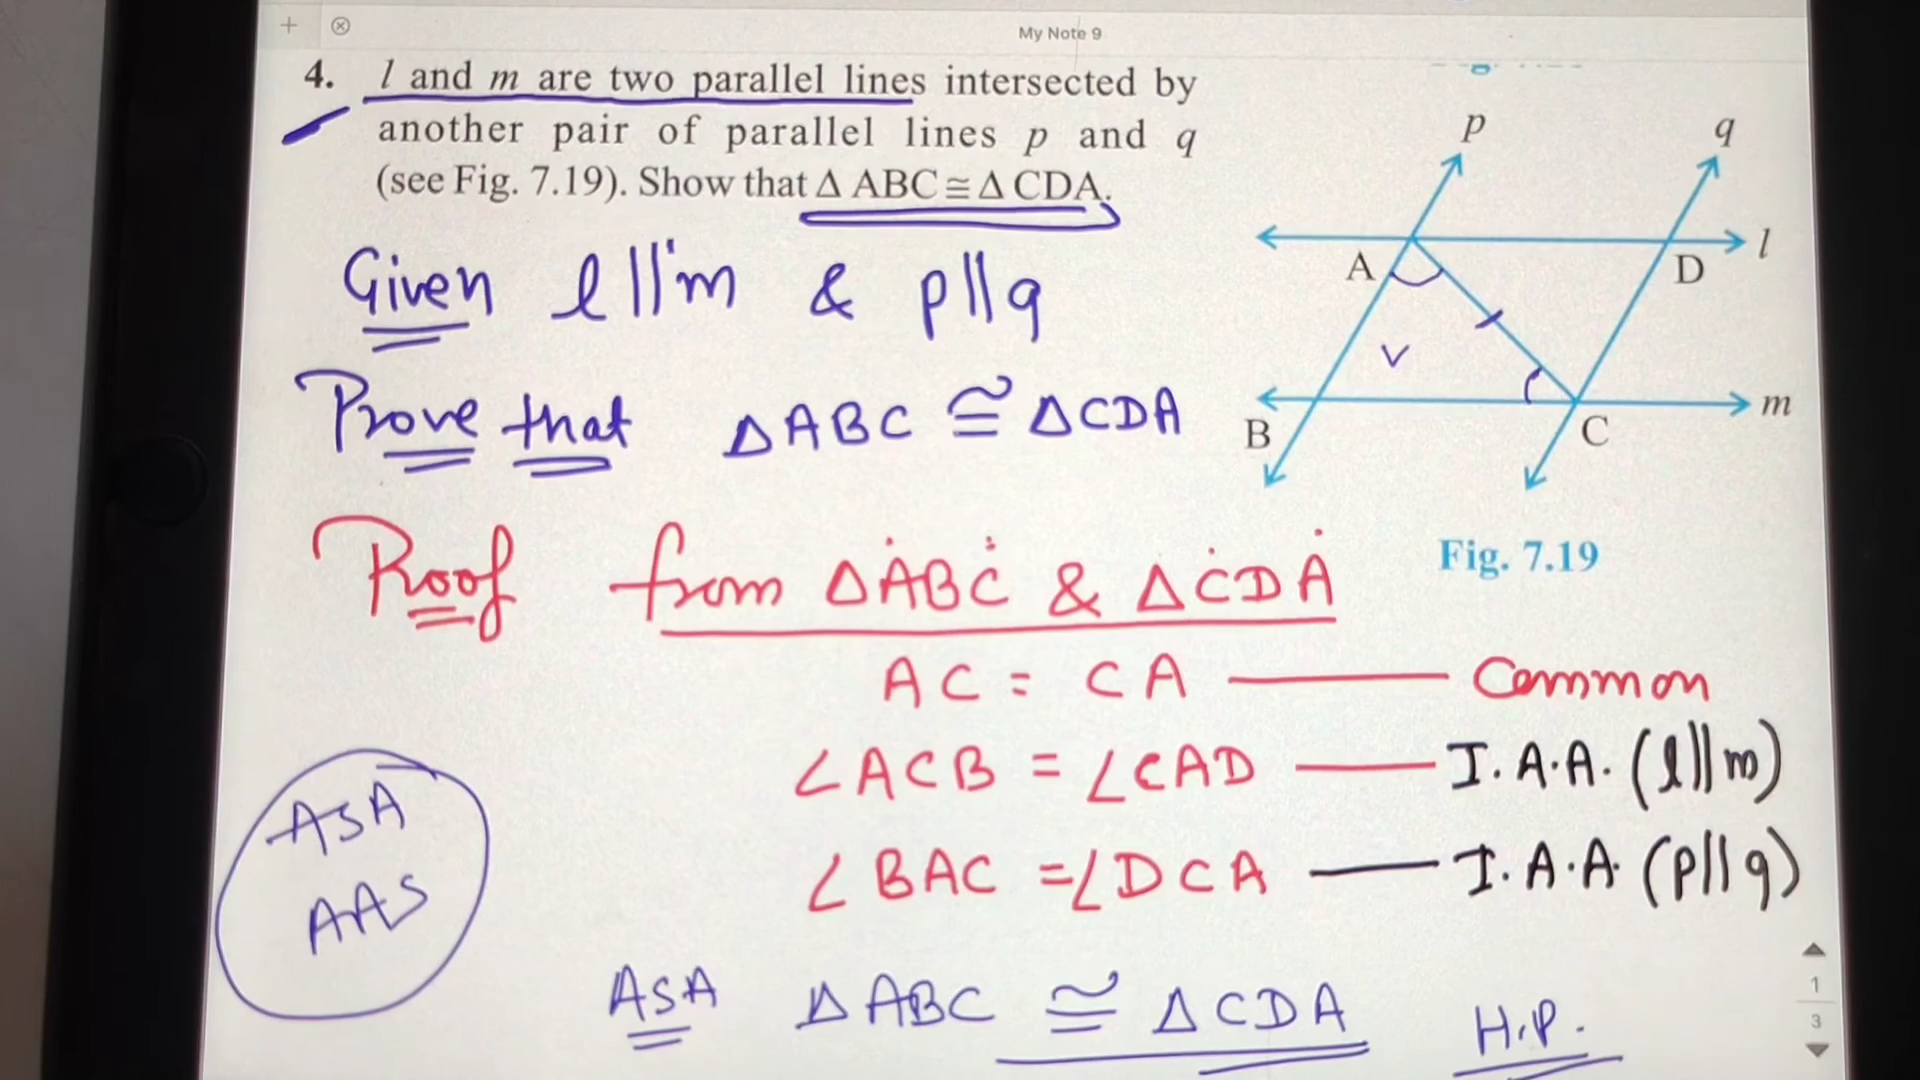 My Note 9
4. l and m are two parallel lines intersected by
another pair of parallel lines p and q
(see Fig. 7.19). Show that Δ ABC ≅ Δ CDA.
p
q
l
A
D
m
B
C
Fig. 7.19
Given l || m & p || q
Prove that ΔABC ≅ ΔCDA
Proof from ΔABC & ΔCDA
AC = CA — Common
∠ACB = ∠CAD — I.A.A. (l||m)
∠BAC = ∠DCA — I.A.A. (p||q)
ASA
AAS
ASA ΔABC ≅ ΔCDA H.P.
1
3